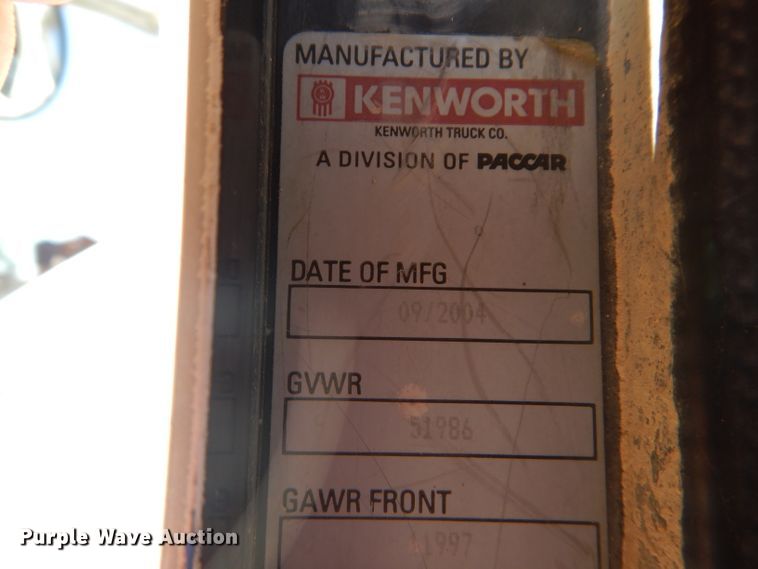 MANUFACTURED BY
KENWORTH
KENWORTH TRUCK CO.
A DIVISION OF PACCAR
DATE OF MFG
09/2004
GVWR
51986
GAWR FRONT
Purple Wave Auction